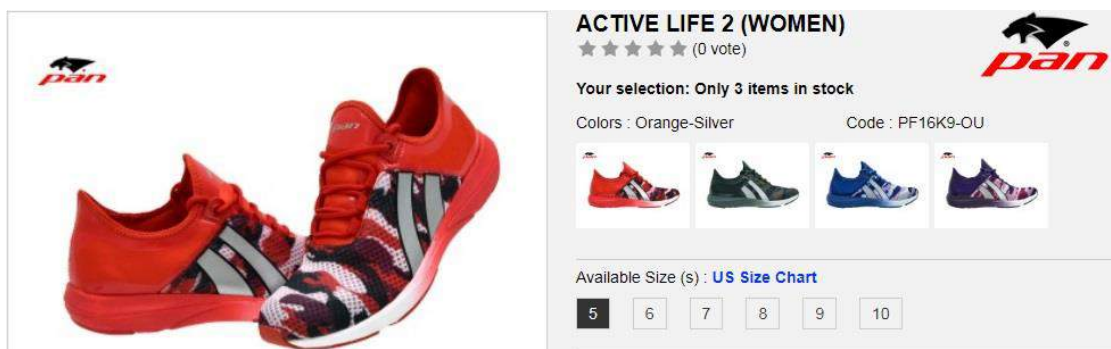 pan
pan
ACTIVE LIFE 2 (WOMEN)
(0 vote)
pan
Your selection: Only 3 items in stock
Colors : Orange-Silver
Code : PF16K9-OU
Available Size (s) : US Size Chart
5 6 7 8 9 10